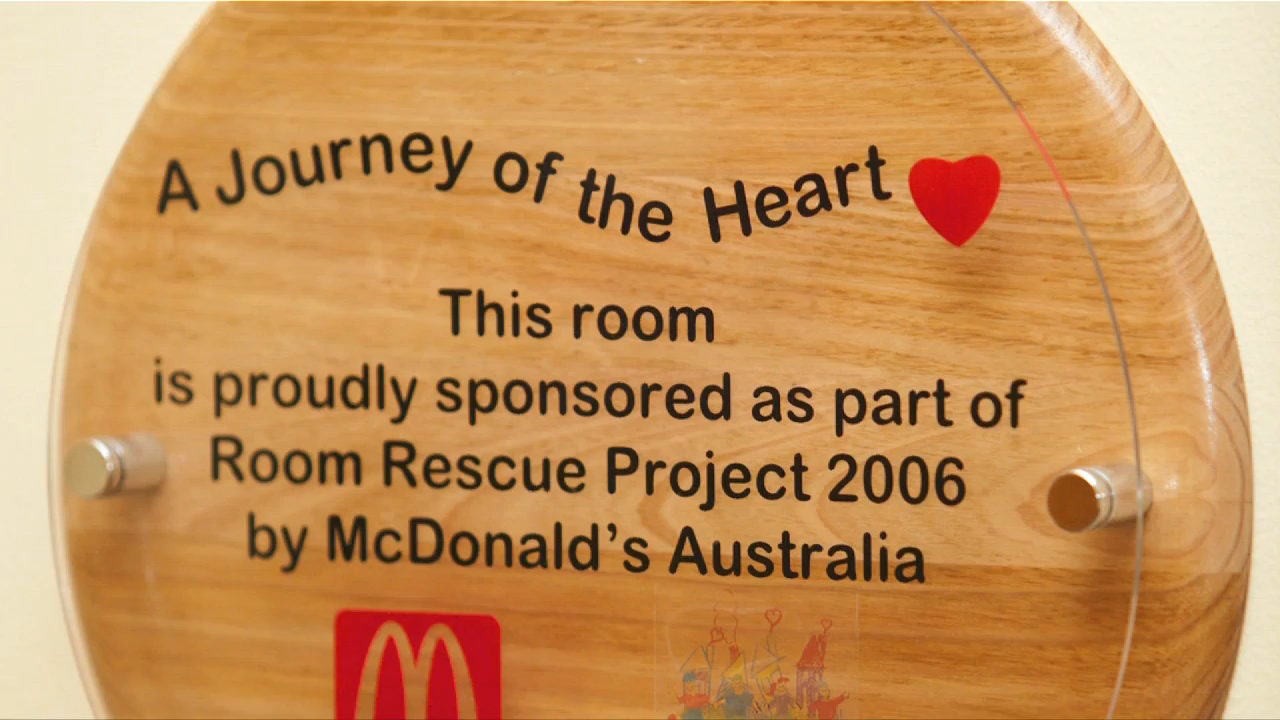 A Journey of the Heart
This room
is proudly sponsored as part of
Room Rescue Project 2006
by McDonald's Australia